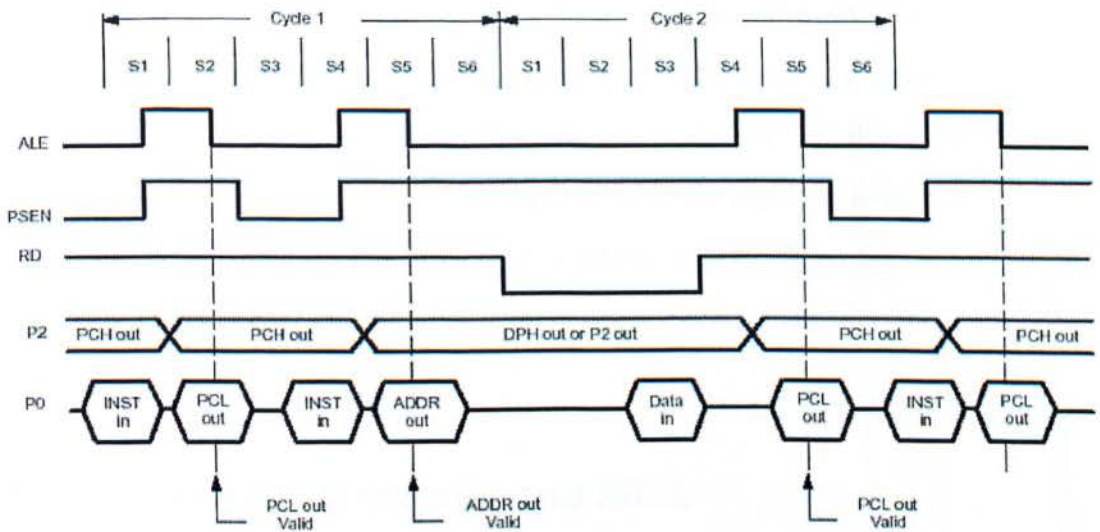 Cycle 1 Cycle 2
S1 S2 S3 S4 S5 S6 S1 S2 S3 S4 S5 S6
ALE
PSEN
RD
P2 PCH out PCH out DPH out or P2 out PCH out PCH out
P0 INST in PCL out INST in ADDR out Data in PCL out INST in PCL out
PCL out Valid ADDR out Valid PCL out Valid